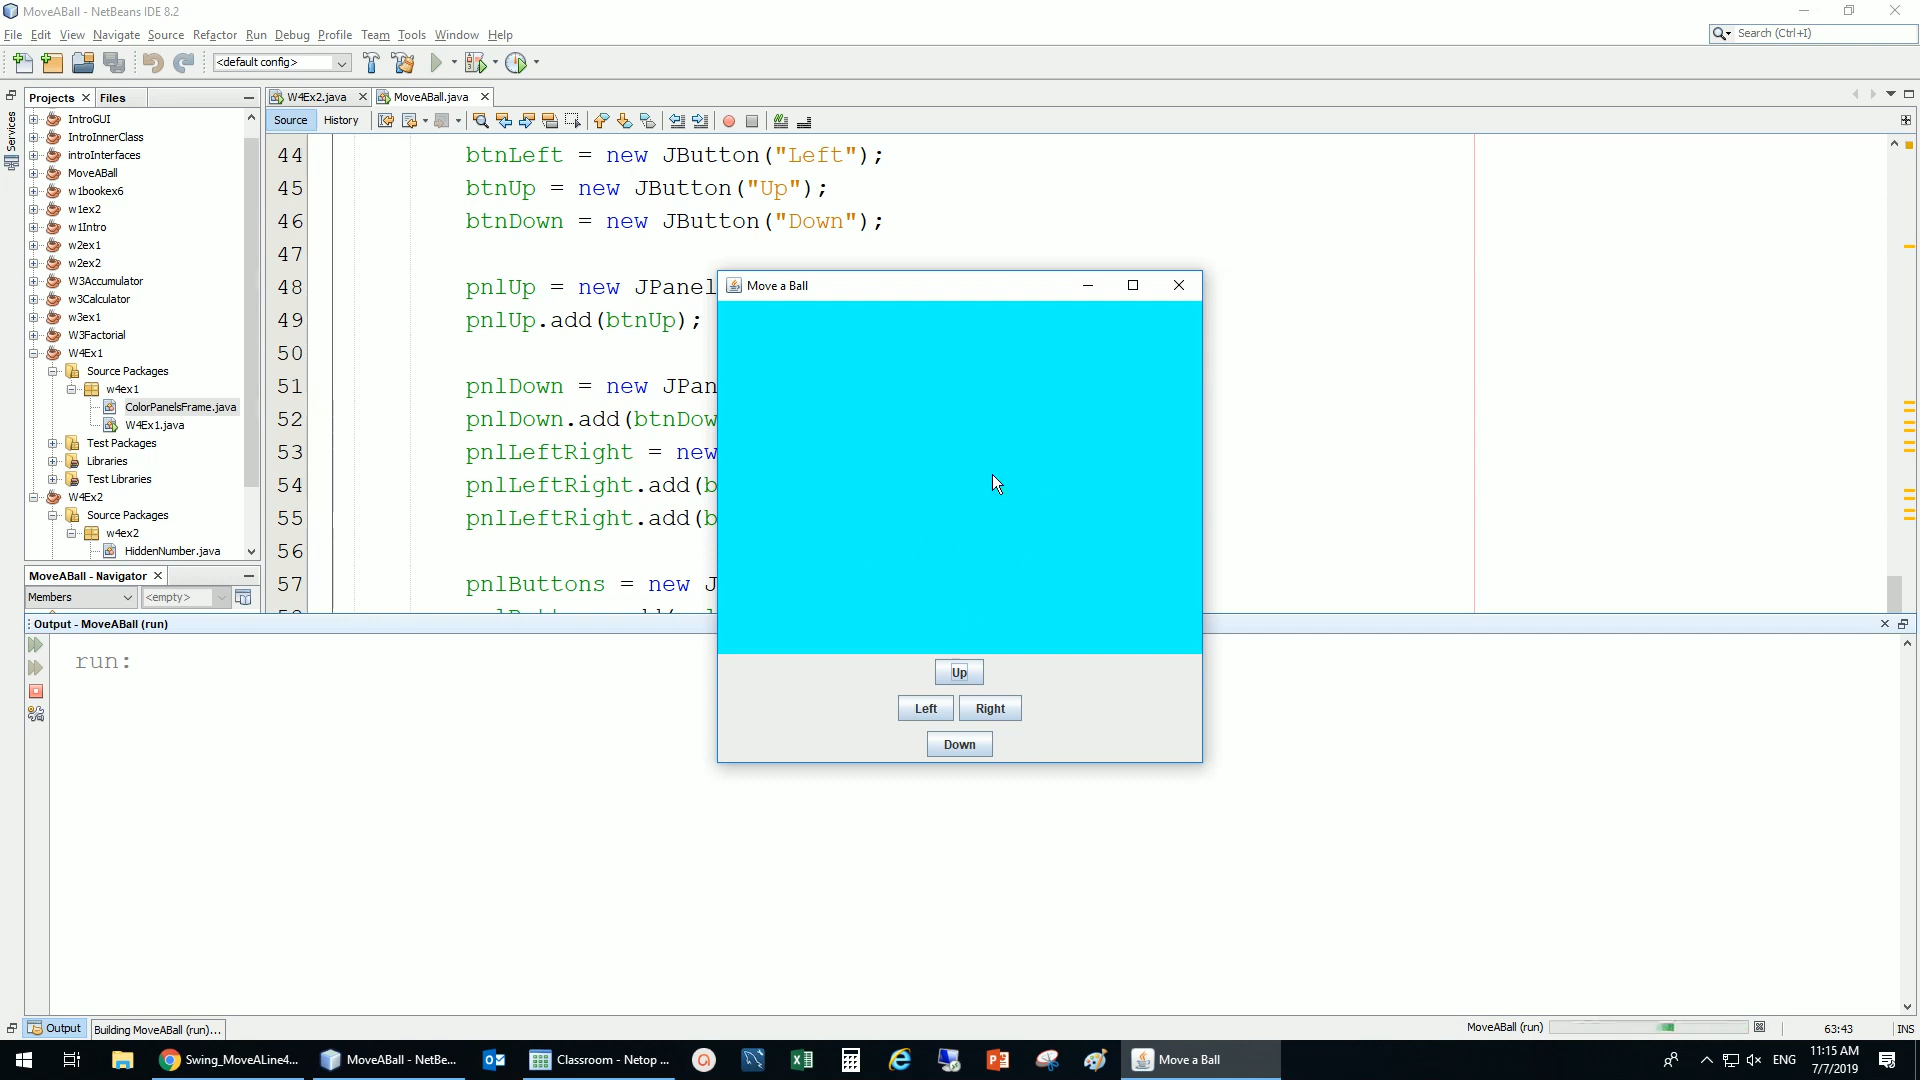 MoveABall - NetBeans IDE 8.2
File Edit View Navigate Source Refactor Run Debug Profile Team Tools Window Help
Search (Ctrl+I)
<default config>
Projects Files
W4Ex2.java MoveABall.java
Services
Source History
IntroGUI
IntroInnerClass
introInterfaces
MoveABall
w1bookex6
w1ex2
w1Intro
w2ex1
w2ex2
W3Accumulator
w3Calculator
w3ex1
W3Factorial
W4Ex1
Source Packages
w4ex1
ColorPanelsFrame.java
W4Ex1.java
Test Packages
Libraries
Test Libraries
W4Ex2
Source Packages
w4ex2
HiddenNumber.java
44 btnLeft = new JButton("Left");
45 btnUp = new JButton("Up");
46 btnDown = new JButton("Down");
47
48 pnlUp = new JPanel
49 pnlUp.add(btnUp);
50
51 pnlDown = new JPan
52 pnlDown.add(btnDow
53 pnlLeftRight = new
54 pnlLeftRight.add(b
55 pnlLeftRight.add(b
56
57 pnlButtons = new J
Move a Ball
Up
Left Right
Down
MoveABall - Navigator
Members <empty>
Output - MoveABall (run)
run:
Output Building MoveABall (run)...
MoveABall (run) 63:43 INS
Swing_MoveALine4... MoveABall - NetBe... Classroom - Netop ... Move a Ball
ENG 11:15 AM
7/7/2019